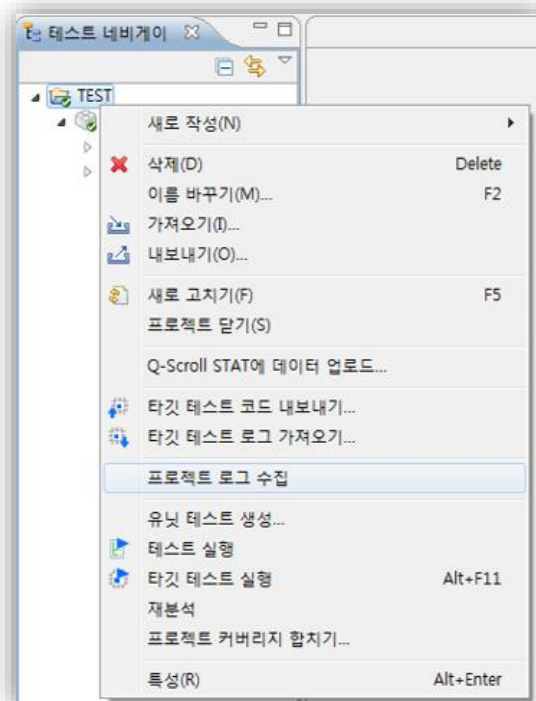 테스트 네비게이
TEST
새로 작성(N)
삭제(D) Delete
이름 바꾸기(M)... F2
가져오기(I)...
내보내기(O)...
새로 고치기(F) F5
프로젝트 닫기(S)
Q-Scroll STAT에 데이터 업로드...
타깃 테스트 코드 내보내기...
타깃 테스트 로그 가져오기...
프로젝트 로그 수집
유닛 테스트 생성...
테스트 실행
타깃 테스트 실행 Alt+F11
재분석
프로젝트 커버리지 합치기...
특성(R) Alt+Enter